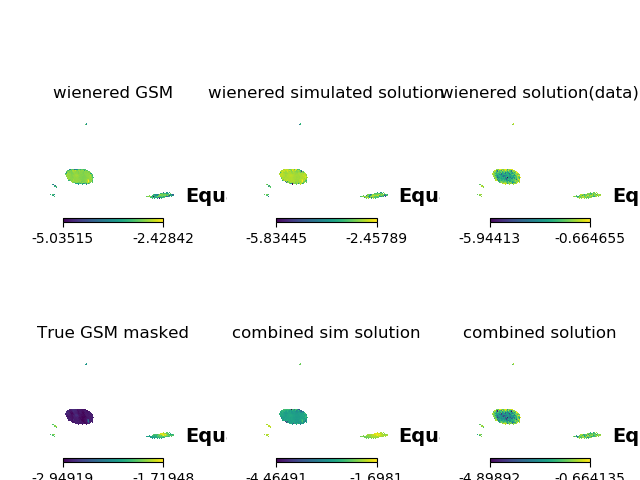 wienered GSM
wienered simulated solution
wienered solution(data)
Equ
Equ
Eq
-5.03515 -2.42842
-5.83445 -2.45789
-5.94413 -0.664655
True GSM masked
combined sim solution
combined solution
Equ
Equ
Eq
-2.94919 -1.71948
-4.46491 -1.6981
-4.89892 -0.664135